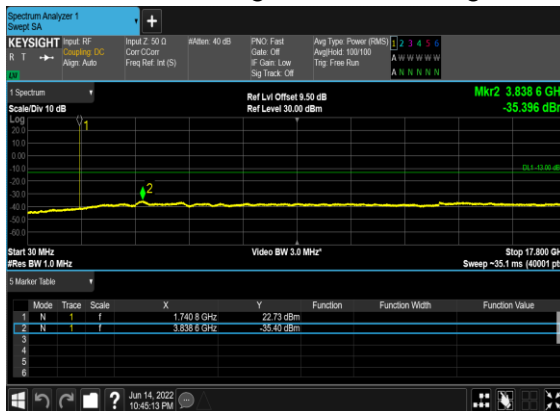 Spectrum Analyzer 1
Swept SA
KEYSIGHT Input: RF Input Z: 50 Ω #Atten: 40 dB PNO: Fast Avg Type: Power (RMS) 1 2 3 4 5 6
R T Coupling: DC Corr CCorr Gate: Off Avg|Hold: 100/100 A W W W W W
Align: Auto Freq Ref: Int (S) IF Gain: Low Trig: Free Run
LW Sig Track: Off A N N N N N
1 Spectrum
Scale/Div 10 dB
Ref Lvl Offset 9.50 dB
Ref Level 30.00 dBm
Mkr2 3.838 6 GH
-35.396 dBr
Log
20.0
10.0
0.00
-10.0
-20.0
-30.0
-40.0
-50.0
-60.0
1
2
DL1 -13.00 dB
Start 30 MHz Video BW 3.0 MHz* Stop 17.800 GH
#Res BW 1.0 MHz Sweep ~35.1 ms (40001 pt
5 Marker Table
Mode Trace Scale X Y Function Function Width Function Value
1 N 1 f 1.740 8 GHz 22.73 dBm
2 N 1 f 3.838 6 GHz -35.40 dBm
3
4
5
6
? Jun 14, 2022
10:45:13 PM